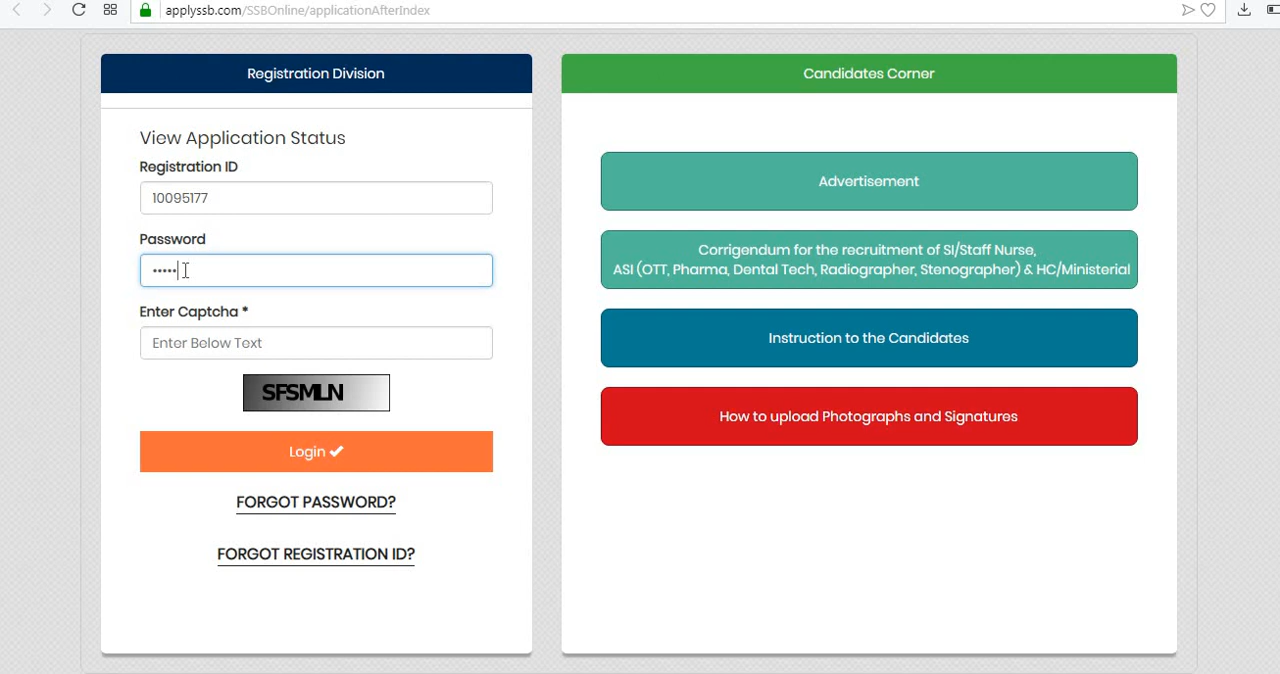 applyssb.com/SSBOnline/applicationAfterIndex
Registration Division
View Application Status
Registration ID
10095177
Password
•••••
Enter Captcha *
Enter Below Text
SFSMLN
Login
FORGOT PASSWORD?
FORGOT REGISTRATION ID?
Candidates Corner
Advertisement
Corrigendum for the recruitment of SI/Staff Nurse,
ASI (OTT, Pharma, Dental Tech, Radiographer, Stenographer) & HC/Ministerial
Instruction to the Candidates
How to upload Photographs and Signatures